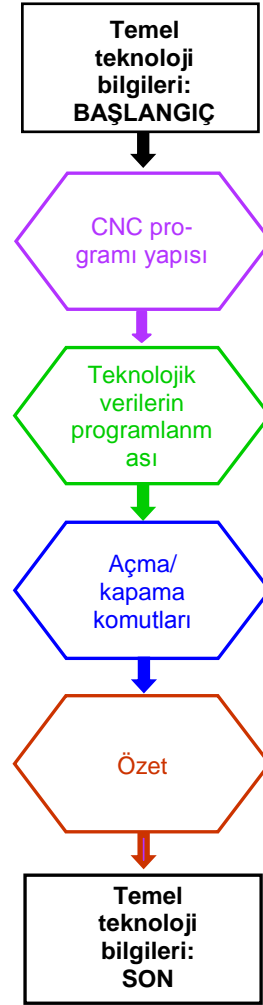 Temel
teknoloji
bilgileri:
BAŞLANGIÇ
CNC pro-
gramı yapısı
Teknolojik
verilerin
programlanm
ası
Açma/
kapama
komutları
Özet
Temel
teknoloji
bilgileri:
SON